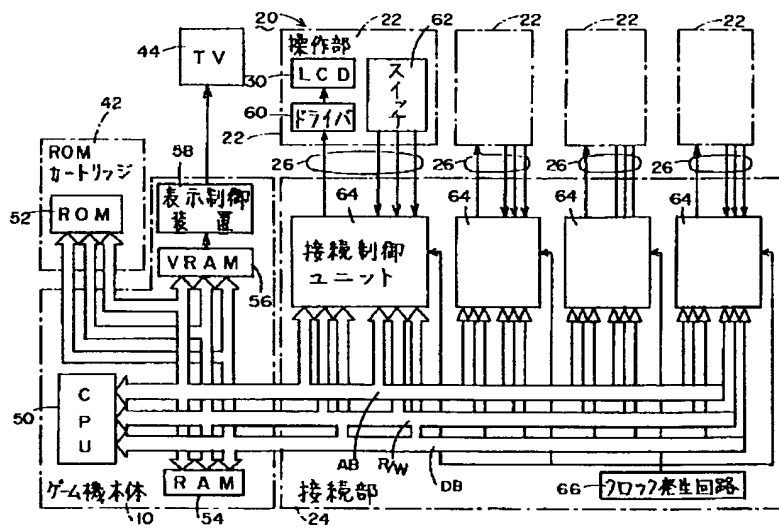 20
22
22
22
22
44
TV
操作部
62
30
LCD
スイッチ
42
60
ドライバ
22
ROM
カートリッジ
58
26
26
26
26
表示制御
装置
64
64
64
64
52
ROM
接続制御
ユニット
VRAM
56
50
CPU
AB
R/W
DB
RAM
ゲーム機本体
接続部
66
クロック発生回路
10
54
24